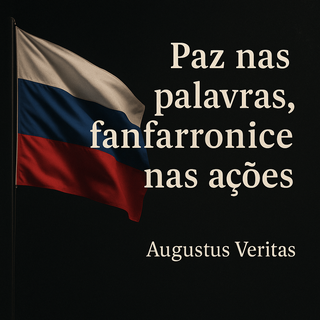 Paz nas
palavras,
fanfarronice
nas ações
Augustus Veritas